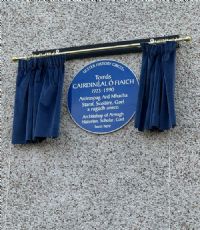 ULSTER HISTORY CIRCLE
Tomás
CAIRDINÉAL Ó FIAICH
1923-1990
Ardeaspag Ard Mhacha
Staraí, Scoláire, Gael
a rugadh anseo.
Archbishop of Armagh
Historian, Scholar, Gael
born here